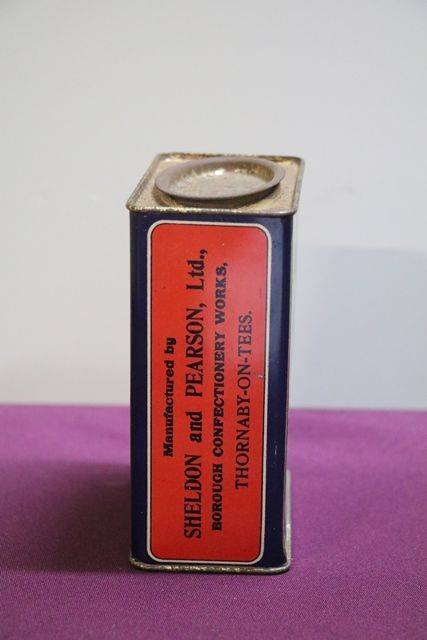 Manufactured by
SHELDON and PEARSON, Ltd.,
BOROUGH CONFECTIONERY WORKS,
THORNABY-ON-TEES.